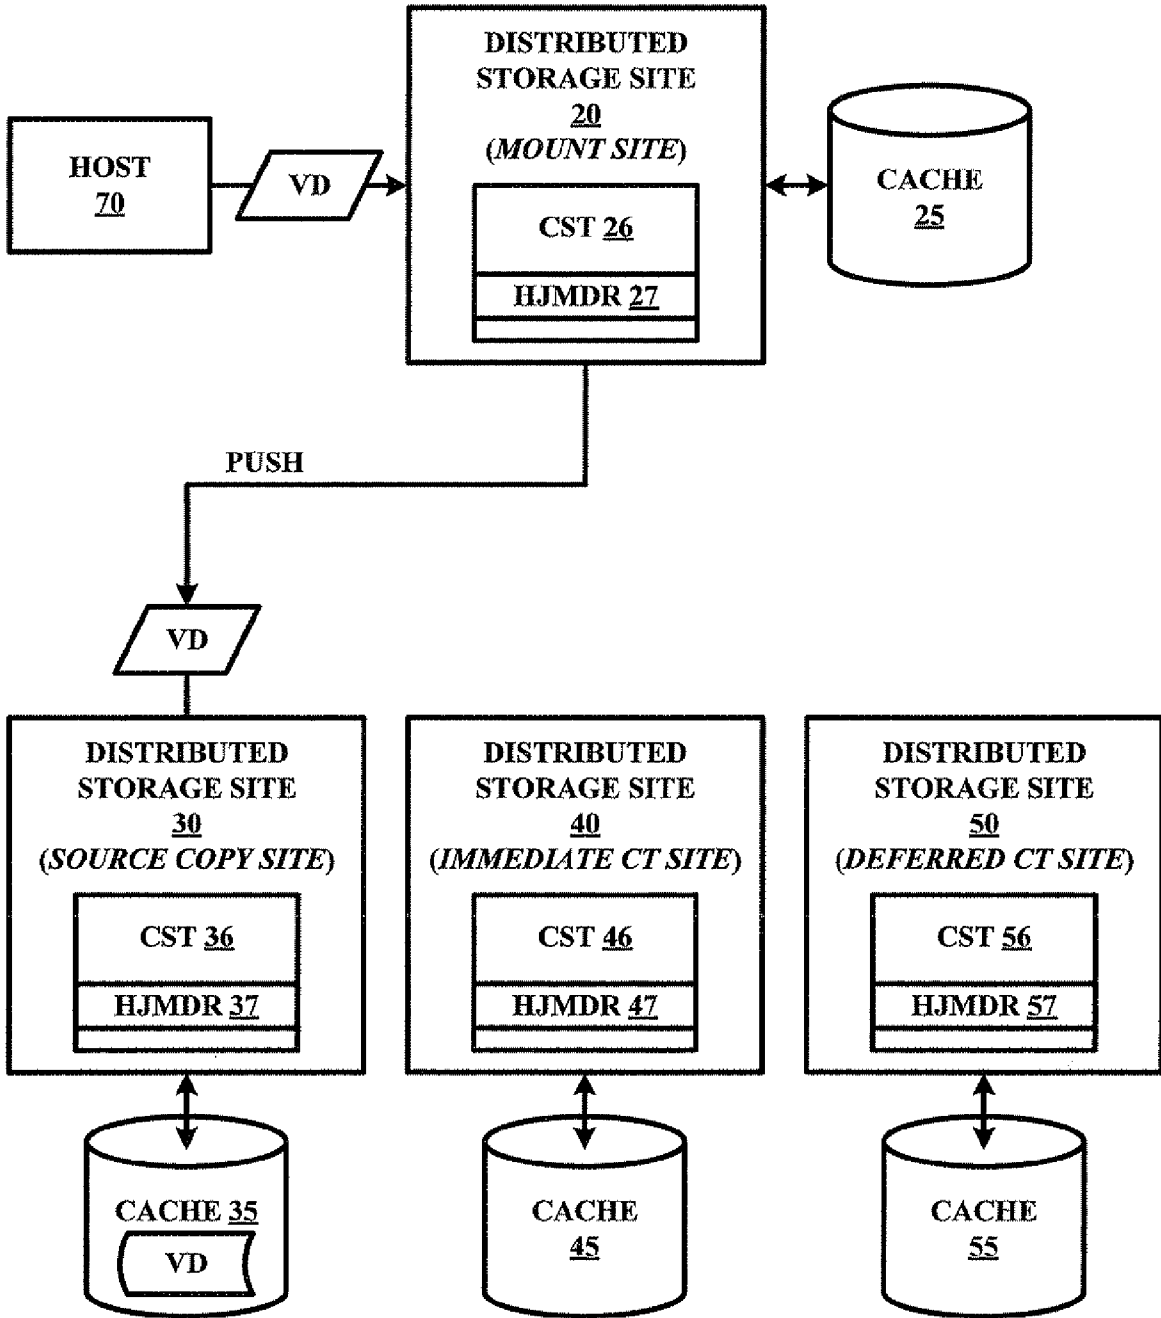 DISTRIBUTED
STORAGE SITE
20
(MOUNT SITE)
HOST
70
VD
CST 26
HJMDR 27
CACHE
25
PUSH
VD
DISTRIBUTED
STORAGE SITE
30
(SOURCE COPY SITE)
CST 36
HJMDR 37
DISTRIBUTED
STORAGE SITE
40
(IMMEDIATE CT SITE)
CST 46
HJMDR 47
DISTRIBUTED
STORAGE SITE
50
(DEFERRED CT SITE)
CST 56
HJMDR 57
CACHE 35
VD
CACHE
45
CACHE
55